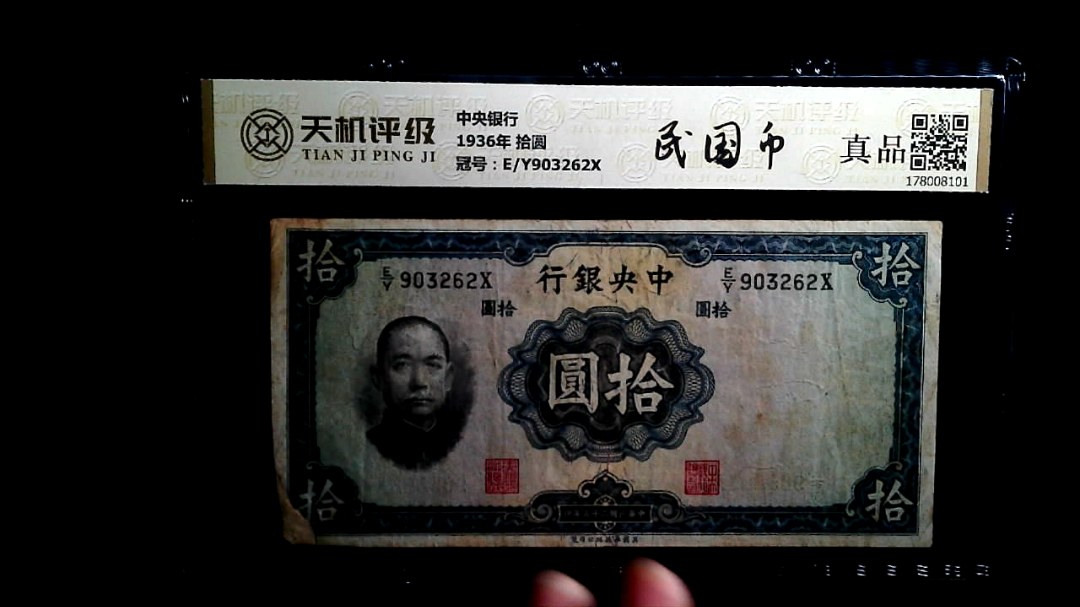 天机评级
TIAN JI PING JI
中央银行
1936年 拾圆
冠号：E/Y903262X
民国币
真品
178008101
拾
拾
E/Y 903262X
行銀央中
E/Y 903262X
圓拾
圓拾
圓拾
拾
拾